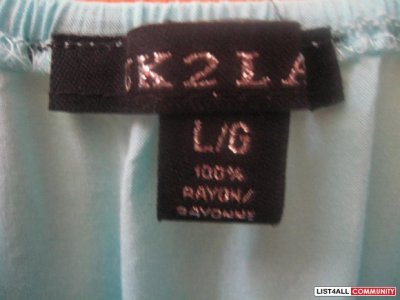 K2LA
L/G
100%
RAYON/
RAYONNE
LIST4ALL COMMUNITY